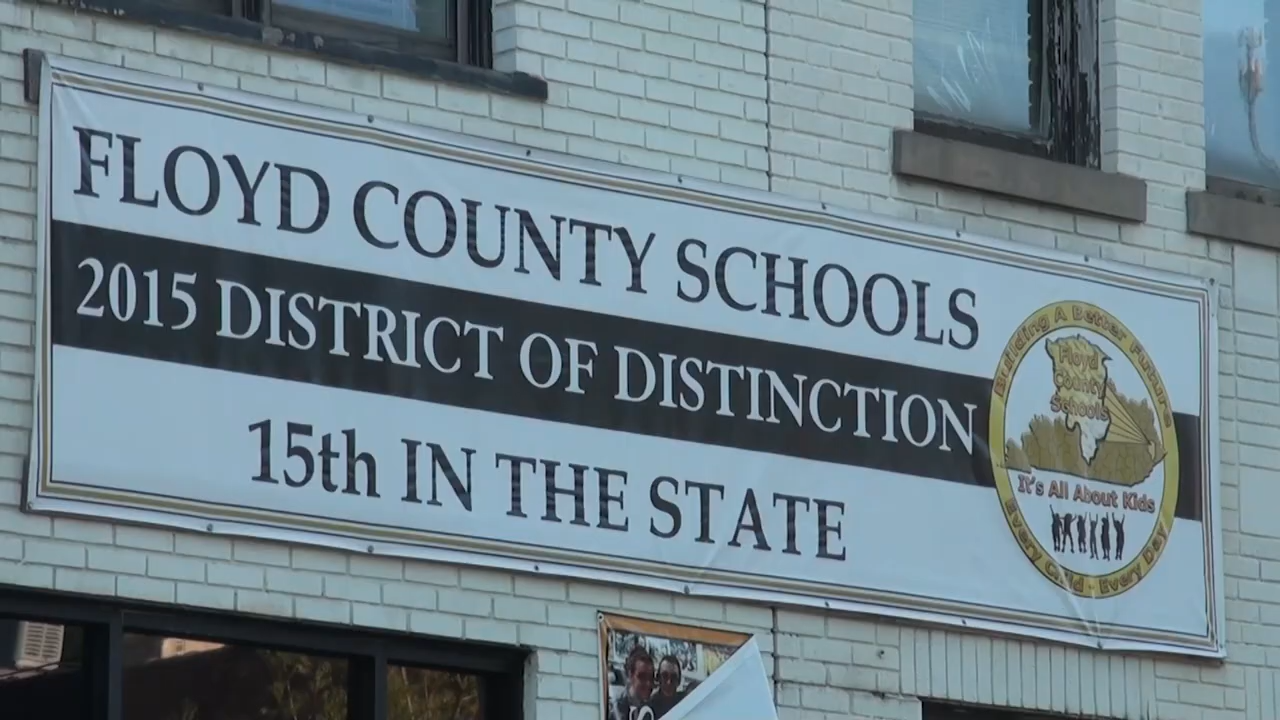 FLOYD COUNTY SCHOOLS
2015 DISTRICT OF DISTINCTION
15th IN THE STATE
Building A Better Future
Floyd
County
Schools
It's All About Kids
Every Child - Every Day